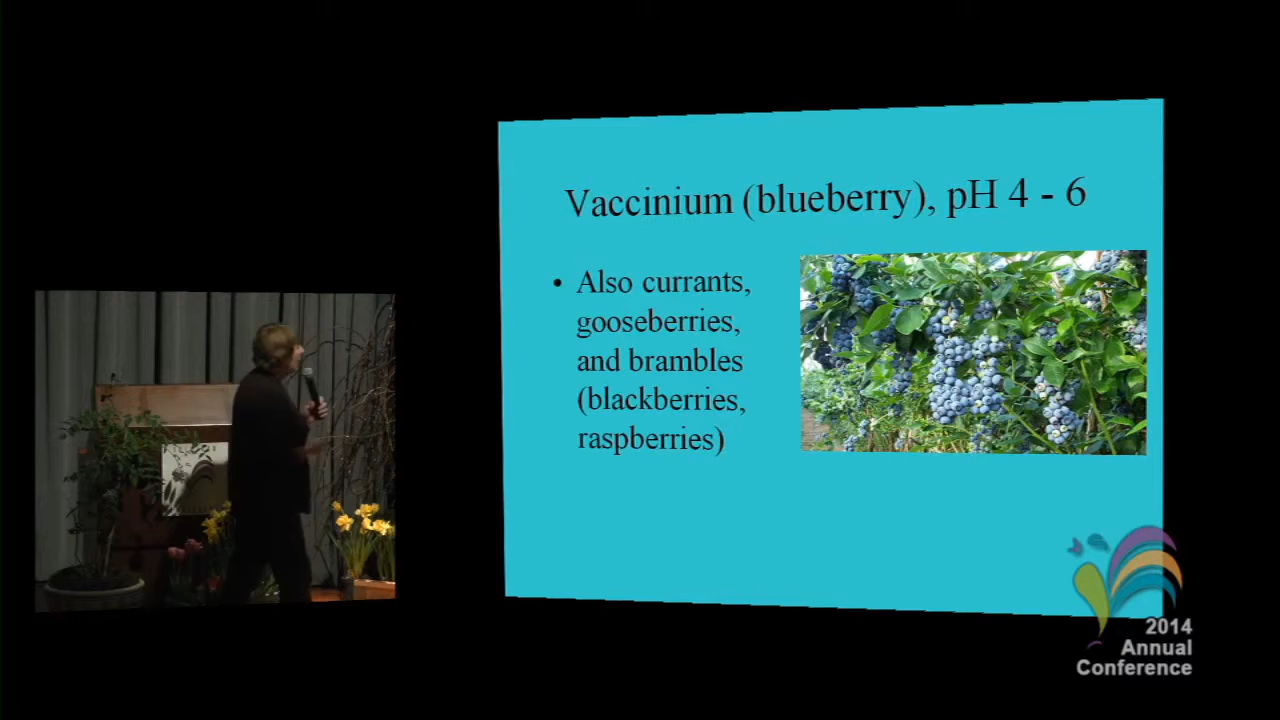 Vaccinium (blueberry), pH 4 - 6
• Also currants,
gooseberries,
and brambles
(blackberries,
raspberries)
2014
Annual
Conference